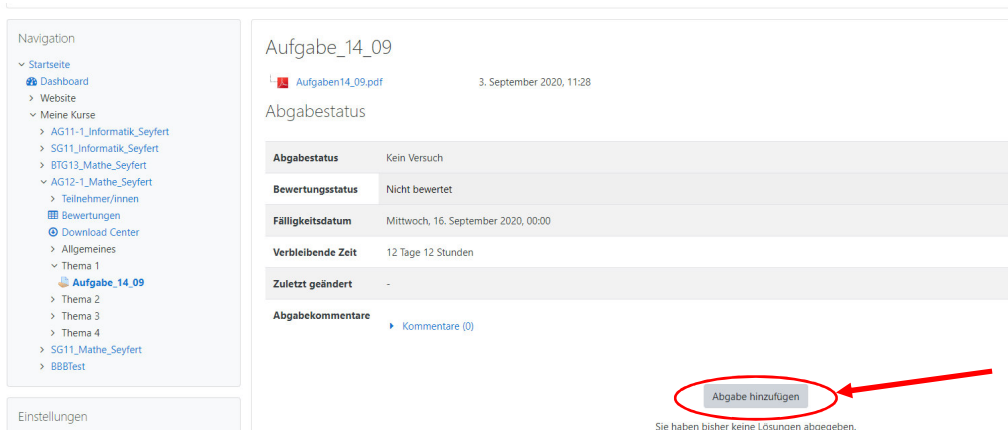 Navigation
Startseite
Dashboard
Website
Meine Kurse
AG11-1_Informatik_Seyfert
SG11_Informatik_Seyfert
BTG13_Mathe_Seyfert
AG12-1_Mathe_Seyfert
Teilnehmer/innen
Bewertungen
Download Center
Allgemeines
Thema 1
Aufgabe_14_09
Thema 2
Thema 3
Thema 4
SG11_Mathe_Seyfert
BBBTest
Einstellungen
Aufgabe_14_09
Aufgaben14_09.pdf 3. September 2020, 11:28
Abgabestatus
Abgabestatus Kein Versuch
Bewertungsstatus Nicht bewertet
Fälligkeitsdatum Mittwoch, 16. September 2020, 00:00
Verbleibende Zeit 12 Tage 12 Stunden
Zuletzt geändert -
Abgabekommentare
Kommentare (0)
Abgabe hinzufügen
Sie haben bisher keine Lösungen abgegeben.